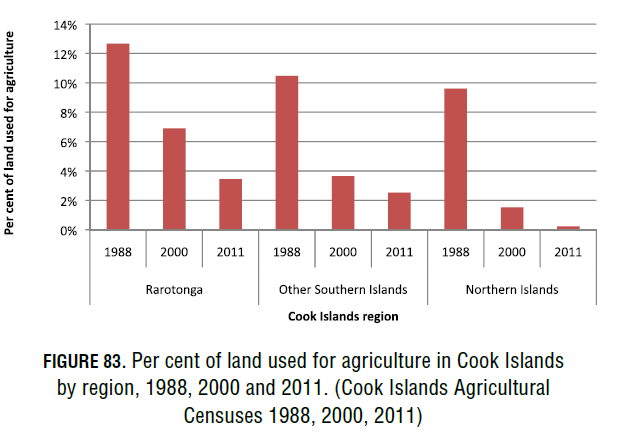 Per cent of land used for agriculture
14%
12%
10%
8%
6%
4%
2%
0%
1988 2000 2011 1988 2000 2011 1988 2000 2011
Rarotonga Other Southern Islands Northern Islands
Cook Islands region
FIGURE 83. Per cent of land used for agriculture in Cook Islands
by region, 1988, 2000 and 2011. (Cook Islands Agricultural
Censuses 1988, 2000, 2011)